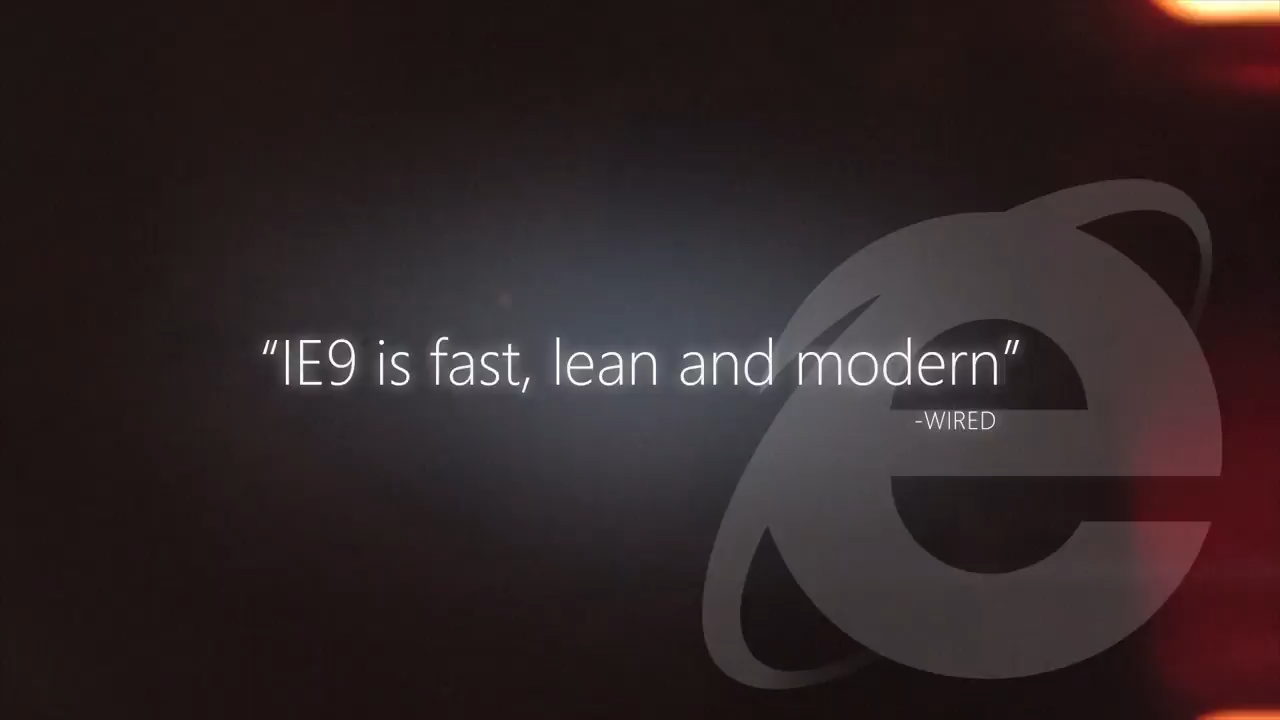 “IE9 is fast, lean and modern”
-WIRED